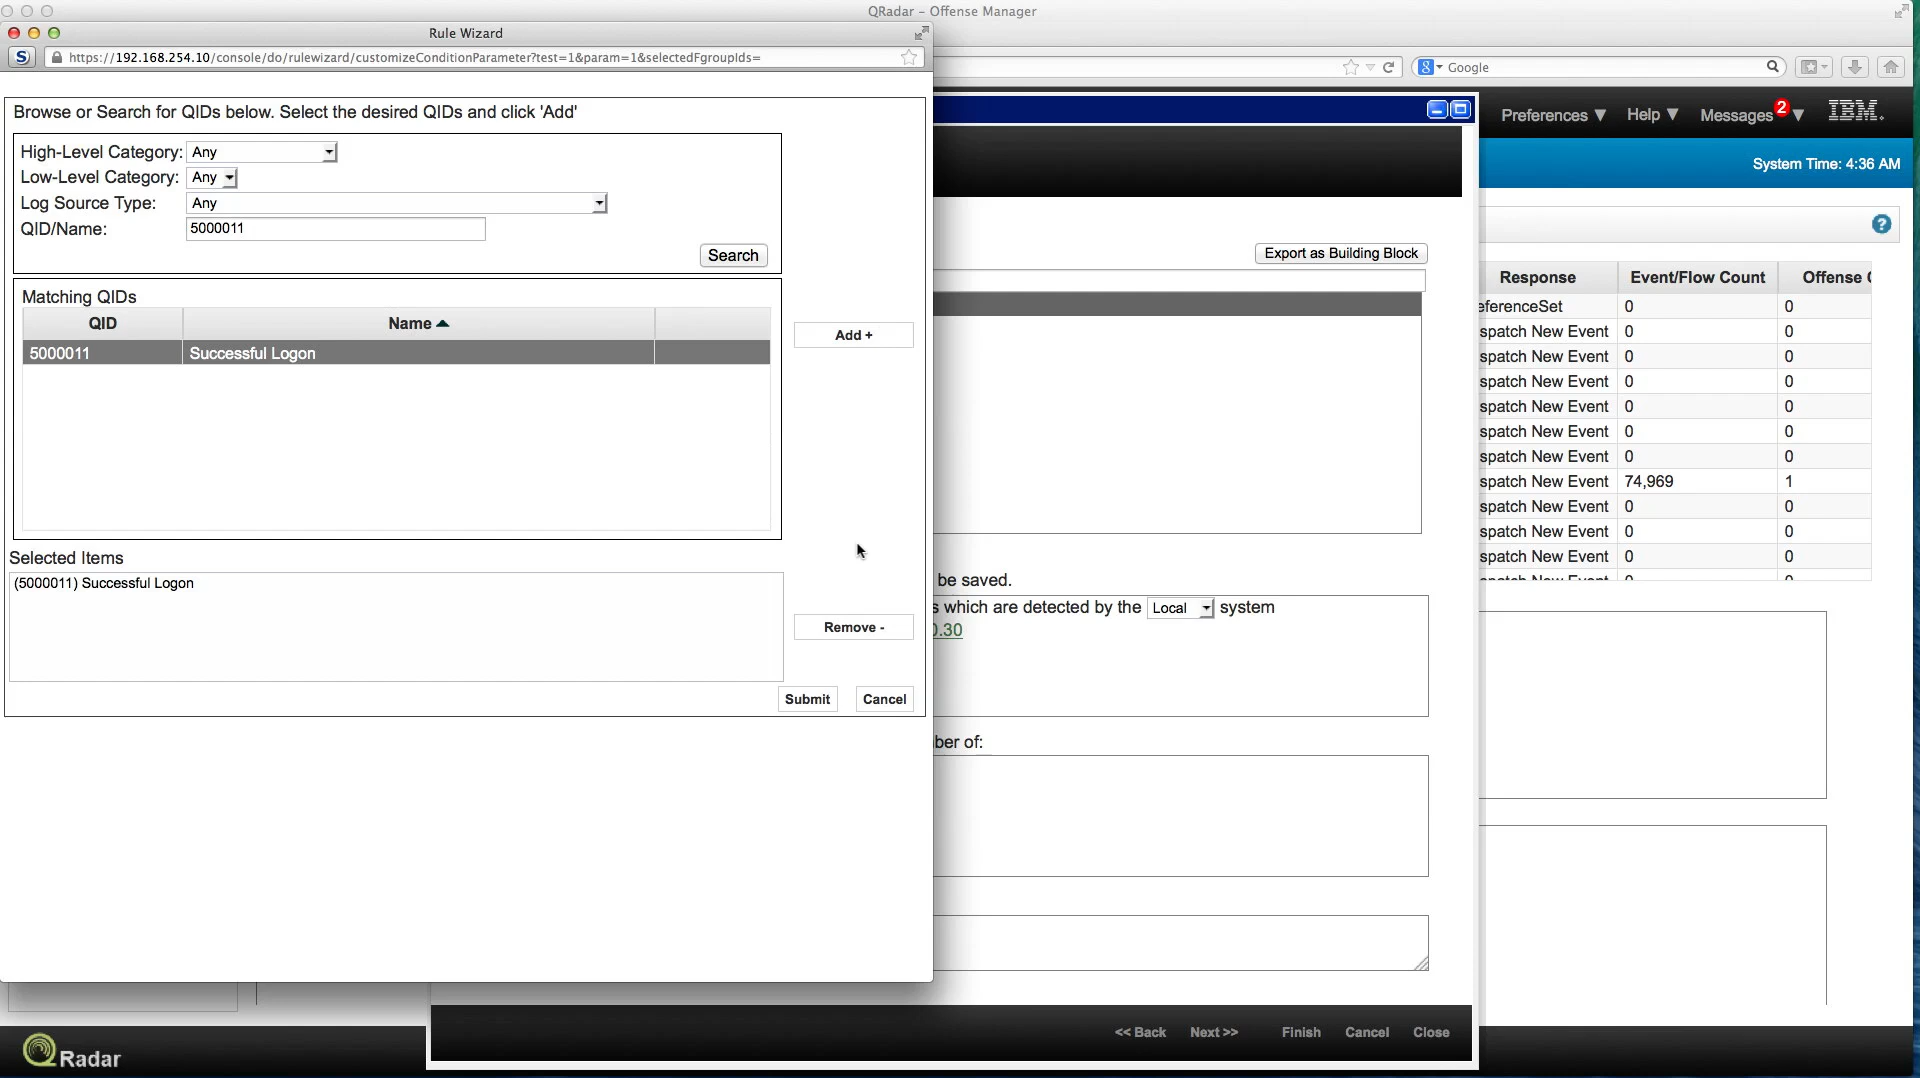 QRadar – Offense Manager
Rule Wizard
S
https://192.168.254.10/console/do/rulewizard/customizeConditionParameter?test=1&param=1&selectedFgroupIds=
8 Google
Browse or Search for QIDs below. Select the desired QIDs and click 'Add'
High-Level Category: Any
Low-Level Category: Any
Log Source Type: Any
QID/Name: 5000011
Search
Matching QIDs
QID Name
5000011 Successful Logon
Add +
Selected Items
(5000011) Successful Logon
Remove -
Submit Cancel
Preferences Help Messages 2 IBM.
System Time: 4:36 AM
?
Export as Building Block
Response Event/Flow Count Offense
eferenceSet 0 0
spatch New Event 0 0
spatch New Event 0 0
spatch New Event 0 0
spatch New Event 0 0
spatch New Event 0 0
spatch New Event 0 0
spatch New Event 74,969 1
spatch New Event 0 0
spatch New Event 0 0
spatch New Event 0 0
be saved.
s which are detected by the Local system
0.30
ber of:
<< Back Next >> Finish Cancel Close
QRadar